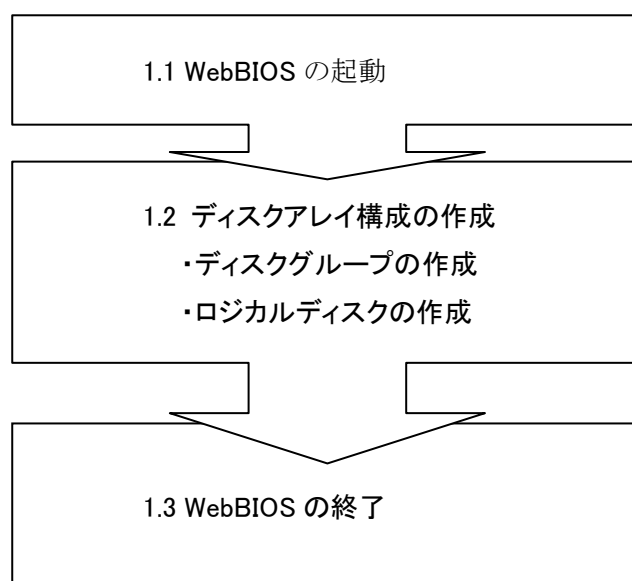 1.1 WebBIOS の起動
1.2 ディスクアレイ構成の作成
・ディスクグループの作成
・ロジカルディスクの作成
1.3 WebBIOS の終了